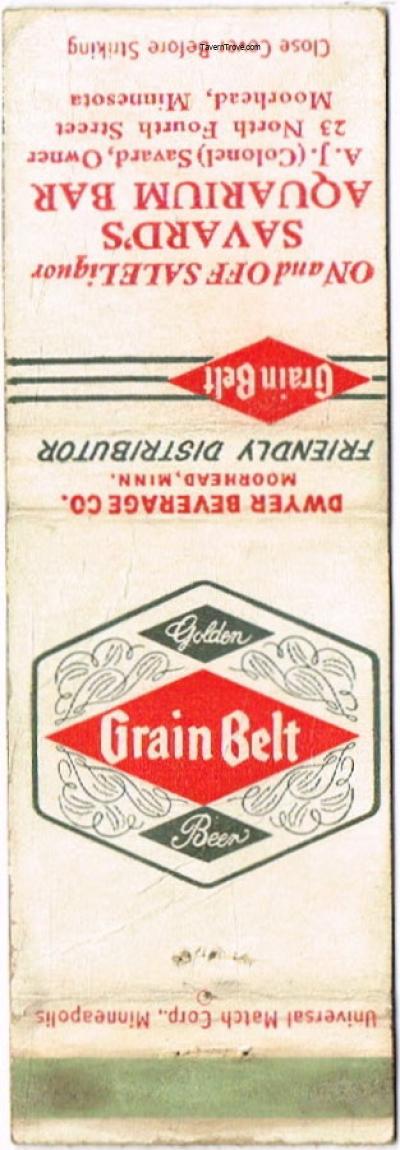 TavernTrove.com
Close Cover Before Striking
DWYER BEVERAGE CO.
MOORHEAD, MINN.
FRIENDLY DISTRIBUTOR
Grain Belt
ON and OFF SALE Liquor
SAVARD'S
AQUARIUM BAR
A. J. (Colonel) Savard, Owner
23 North Fourth Street
Moorhead, Minnesota
Golden
Grain Belt
Beer
Universal Match Corp., Minneapolis